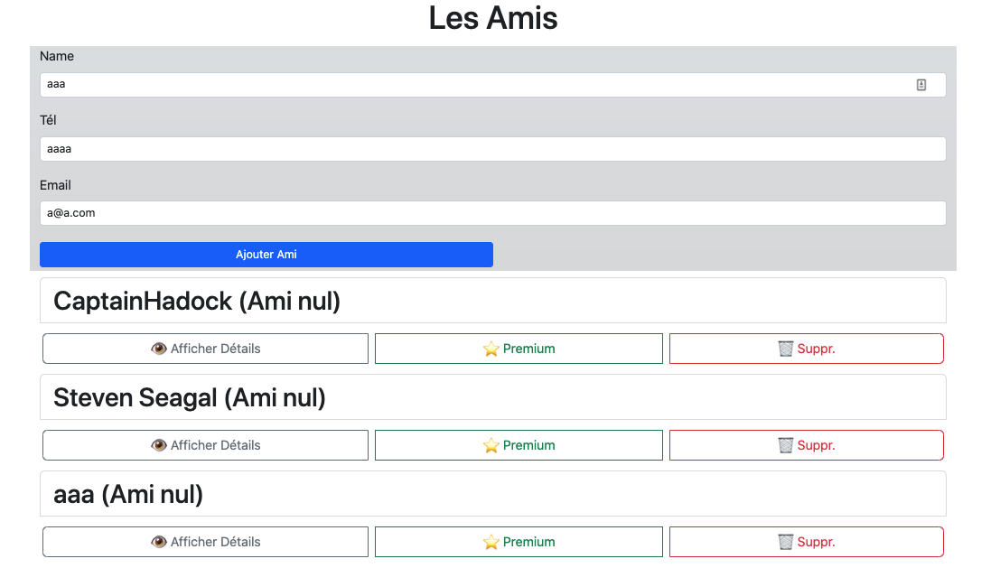 Les Amis
Name
aaa
Tél
aaaa
Email
a@a.com
Ajouter Ami
CaptainHadock (Ami nul)
Afficher Détails Premium Suppr.
Steven Seagal (Ami nul)
Afficher Détails Premium Suppr.
aaa (Ami nul)
Afficher Détails Premium Suppr.